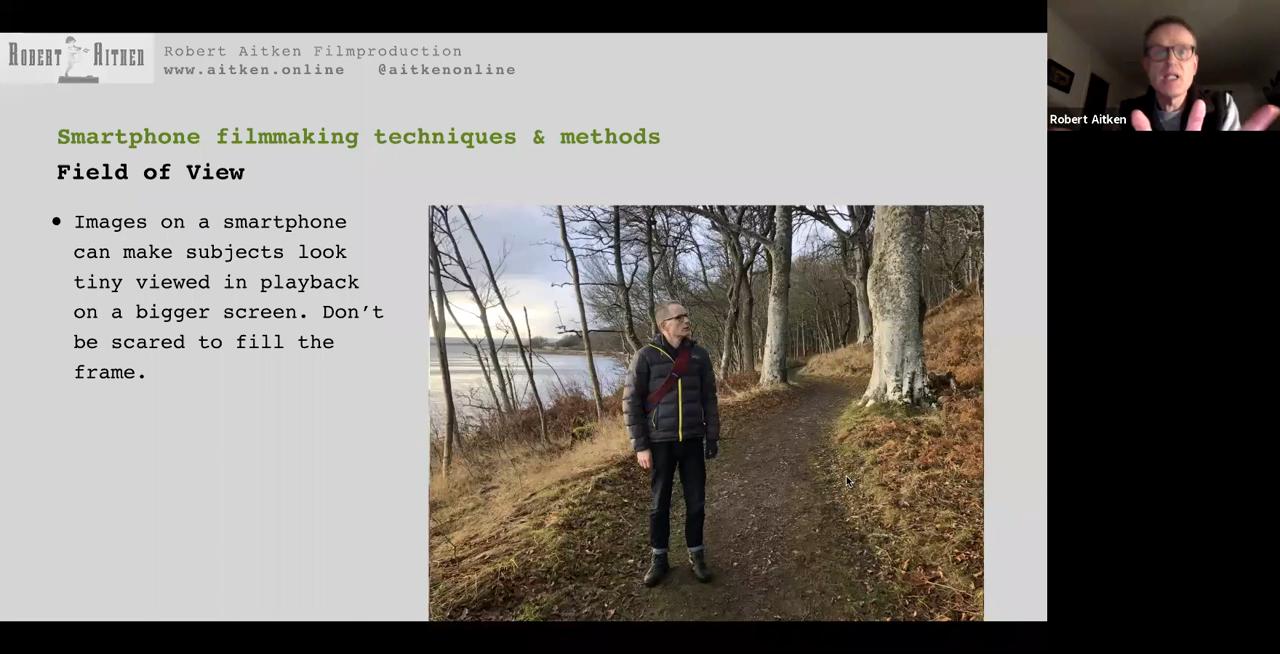 ROBERT AITKEN
Robert Aitken Filmproduction
www.aitken.online @aitkenonline
Smartphone filmmaking techniques & methods
Field of View
• Images on a smartphone
can make subjects look
tiny viewed in playback
on a bigger screen. Don’t
be scared to fill the
frame.
Robert Aitken